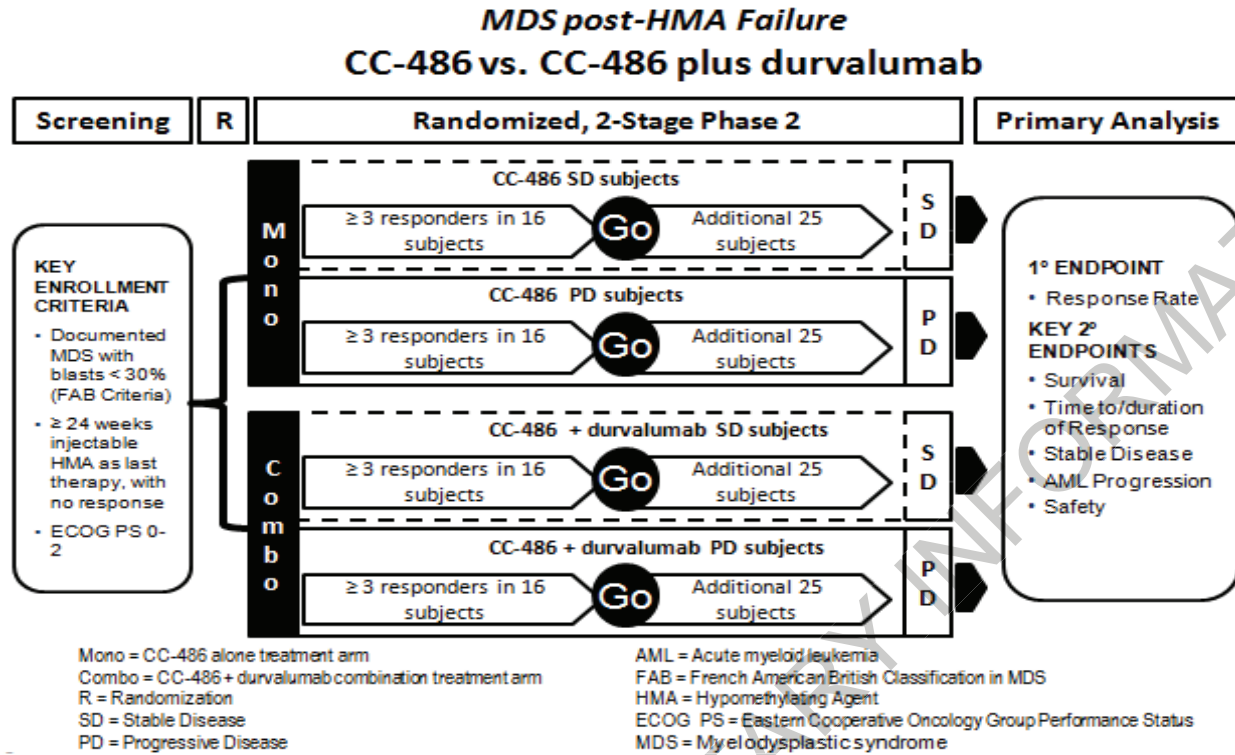 MDS post-HMA Failure
CC-486 vs. CC-486 plus durvalumab
Screening
R
Randomized, 2-Stage Phase 2
Primary Analysis
KEY
ENROLLMENT
CRITERIA
• Documented
MDS with
blasts < 30%
(FAB Criteria)
• ≥ 24 weeks
injectable
HMA as last
therapy, with
no response
• ECOG PS 0-
2
Mono
CC-486 SD subjects
≥ 3 responders in 16
subjects
Go
Additional 25
subjects
SD
CC-486 PD subjects
≥ 3 responders in 16
subjects
Go
Additional 25
subjects
PD
Combo
CC-486 + durvalumab SD subjects
≥ 3 responders in 16
subjects
Go
Additional 25
subjects
SD
CC-486 + durvalumab PD subjects
≥ 3 responders in 16
subjects
Go
Additional 25
subjects
PD
1º ENDPOINT
• Response Rate
KEY 2º
ENDPOINTS
• Survival
• Time to/duration
of Response
• Stable Disease
• AML Progression
• Safety
Mono = CC-486 alone treatment arm
Combo = CC-486 + durvalumab combination treatment arm
R = Randomization
SD = Stable Disease
PD = Progressive Disease
AML = Acute myeloid leukemia
FAB = French American British Classification in MDS
HMA = Hypomethylating Agent
ECOG PS = Eastern Cooperative Oncology Group Performance Status
MDS = Myelodysplastic syndrome